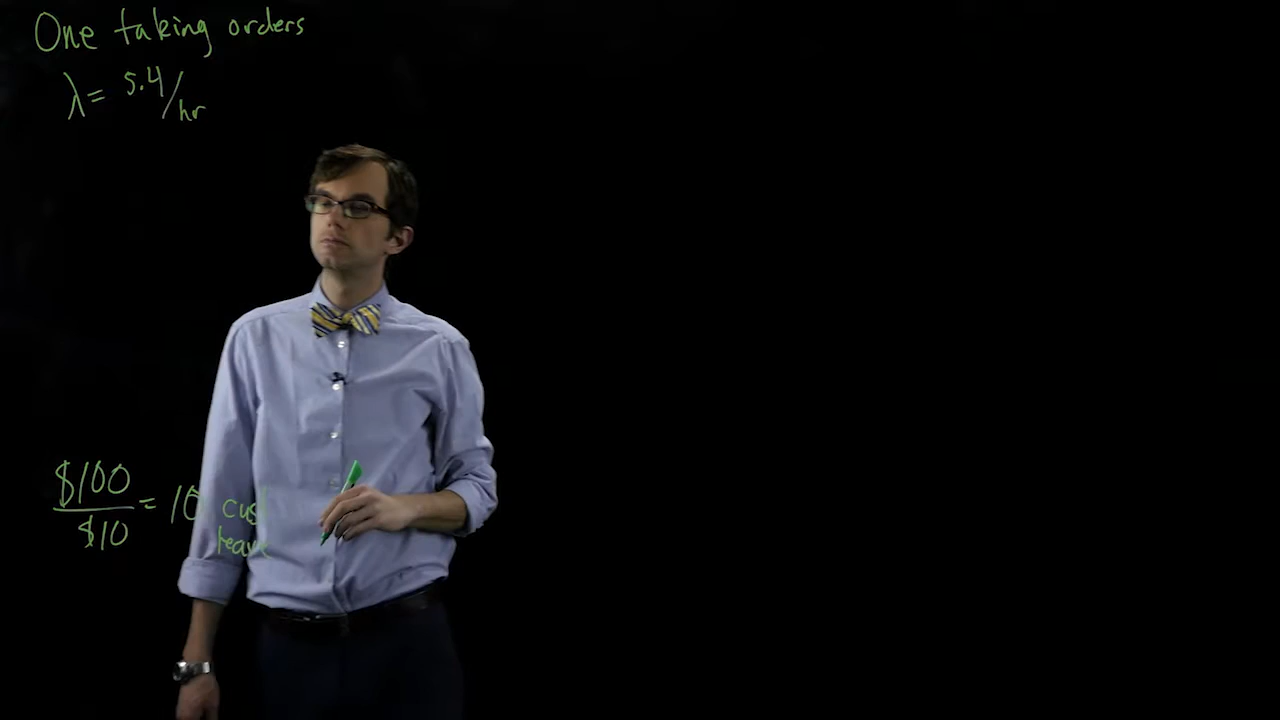 One taking orders
λ = 5.4/hr
$100
$10
= 10 cust
leave